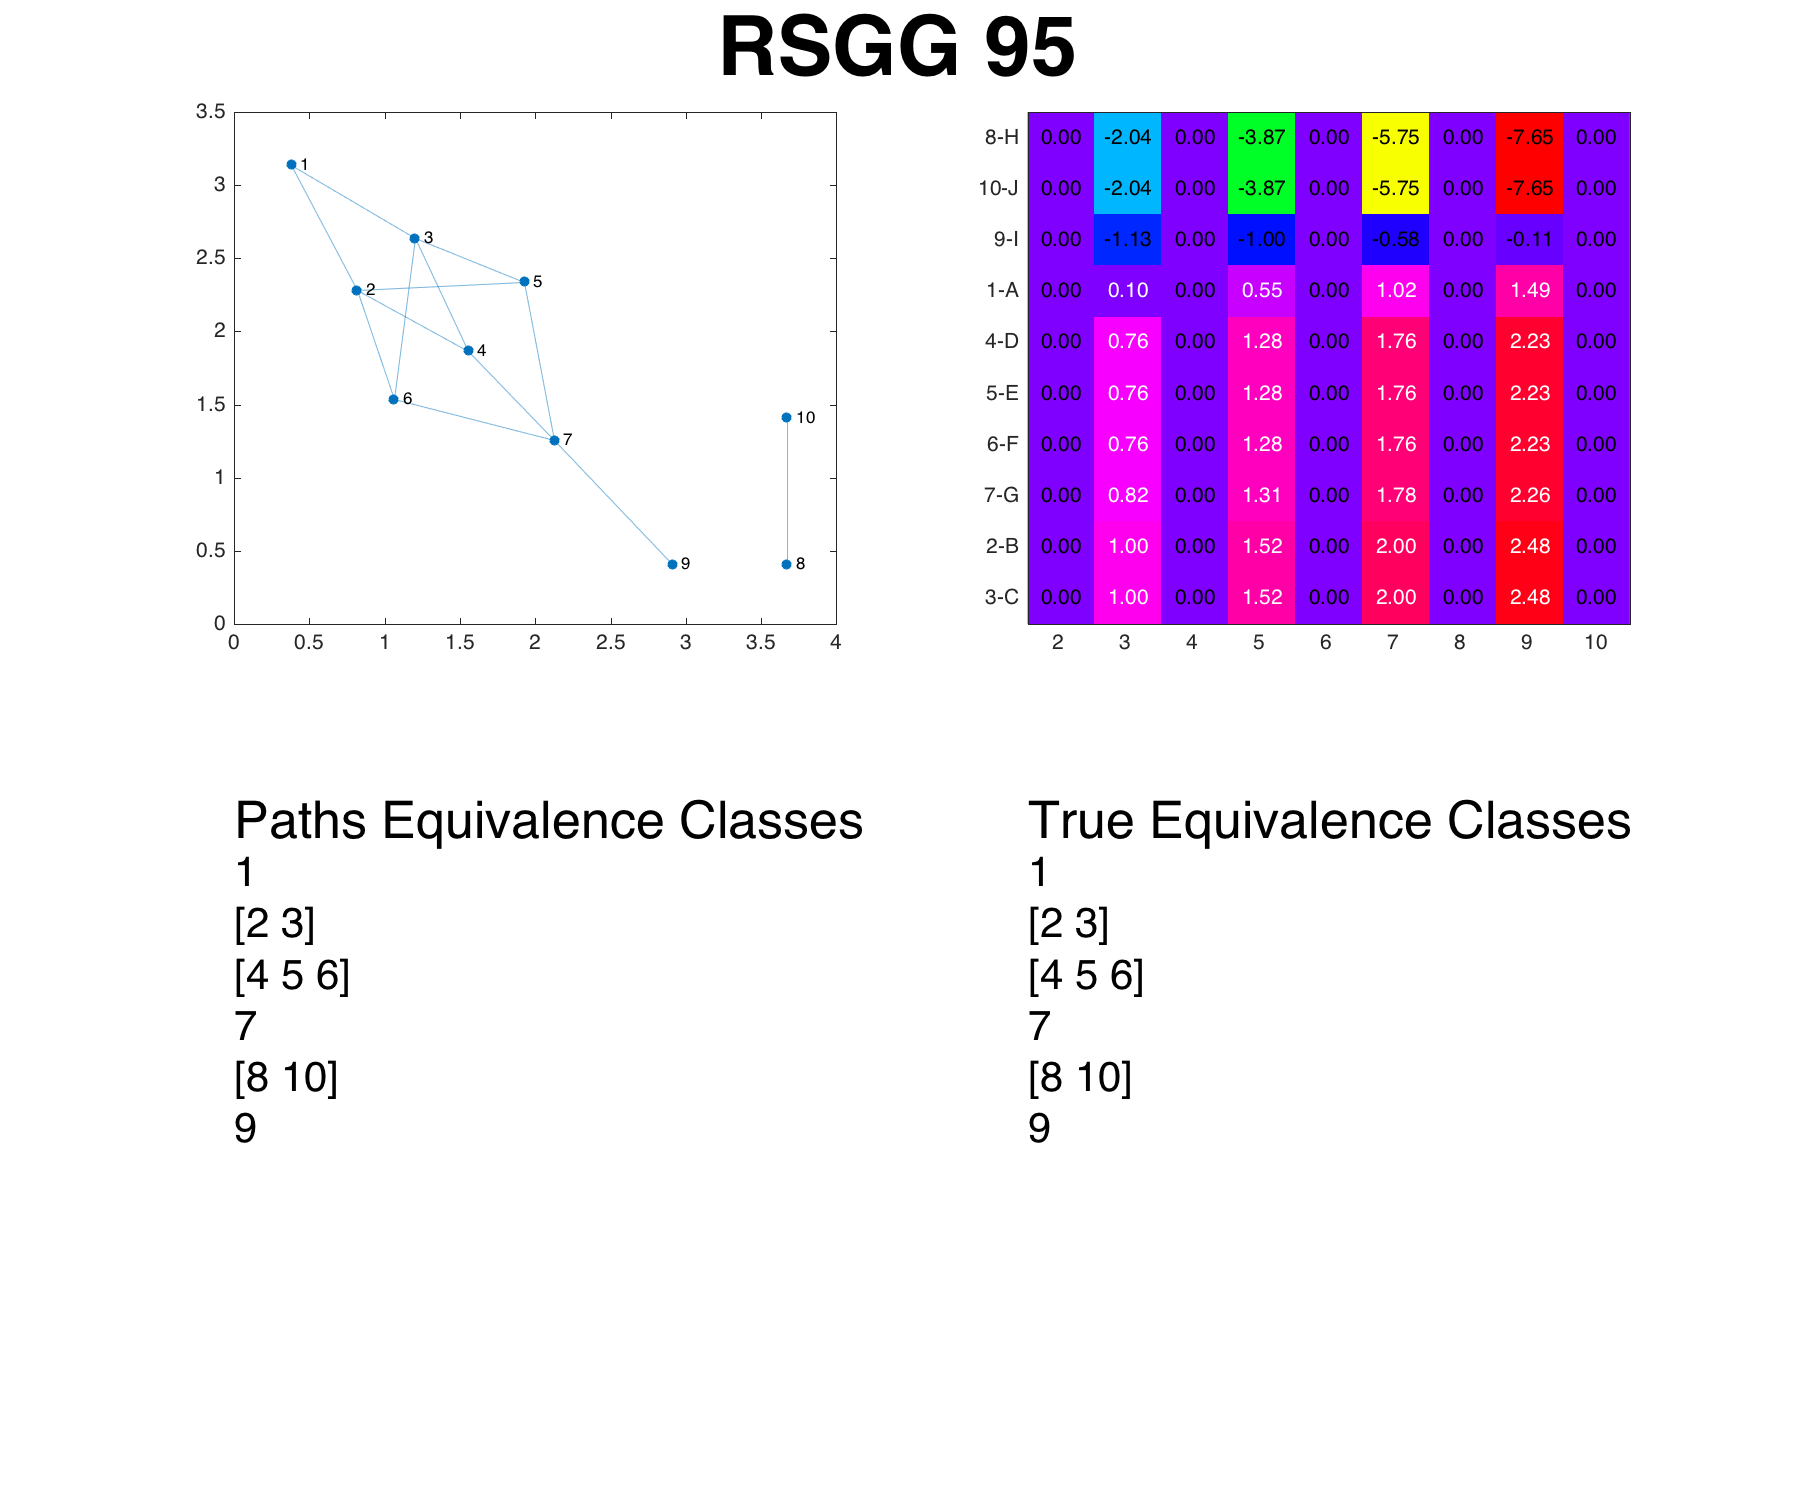 RSGG 95
3.5
3
2.5
2
1.5
1
0.5
0
0 0.5 1 1.5 2 2.5 3 3.5 4
1
3
5
2
4
6
7
10
9
8
8-H 0.00 -2.04 0.00 -3.87 0.00 -5.75 0.00 -7.65 0.00
10-J 0.00 -2.04 0.00 -3.87 0.00 -5.75 0.00 -7.65 0.00
9-I 0.00 -1.13 0.00 -1.00 0.00 -0.58 0.00 -0.11 0.00
1-A 0.00 0.10 0.00 0.55 0.00 1.02 0.00 1.49 0.00
4-D 0.00 0.76 0.00 1.28 0.00 1.76 0.00 2.23 0.00
5-E 0.00 0.76 0.00 1.28 0.00 1.76 0.00 2.23 0.00
6-F 0.00 0.76 0.00 1.28 0.00 1.76 0.00 2.23 0.00
7-G 0.00 0.82 0.00 1.31 0.00 1.78 0.00 2.26 0.00
2-B 0.00 1.00 0.00 1.52 0.00 2.00 0.00 2.48 0.00
3-C 0.00 1.00 0.00 1.52 0.00 2.00 0.00 2.48 0.00
2 3 4 5 6 7 8 9 10
Paths Equivalence Classes
1
[2 3]
[4 5 6]
7
[8 10]
9
True Equivalence Classes
1
[2 3]
[4 5 6]
7
[8 10]
9